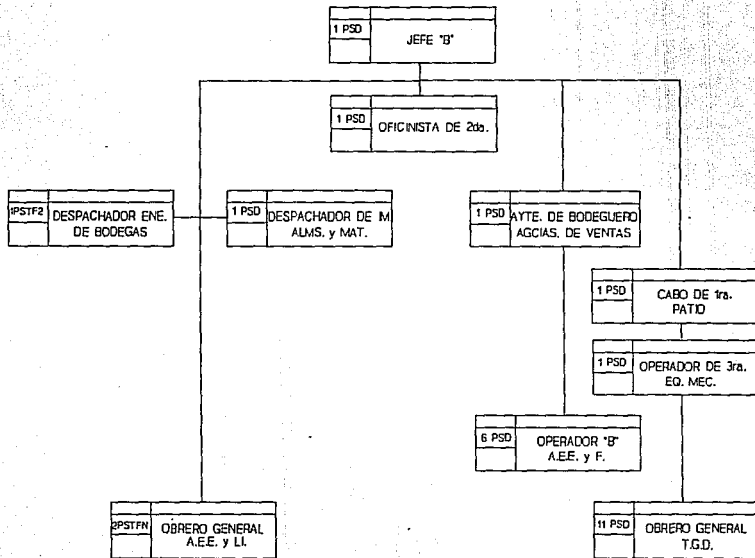 1 PSD
JEFE "B"
1 PSD
OFICINISTA DE 2da.
1PSTF2
DESPACHADOR ENE.
DE BODEGAS
1 PSD
DESPACHADOR DE IM
ALMS. y MAT.
1 PSD
AYTE. DE BODEGUERO
AGCIAS. DE VENTAS
1 PSD
CABO DE 1ra.
PATIO
1 PSD
OPERADOR DE 3ra.
EQ. MEC.
6 PSD
OPERADOR "B"
A.E.E. y F.
2PSTFN
OBRERO GENERAL
A.E.E. y LI.
11 PSD
OBRERO GENERAL
T.G.D.